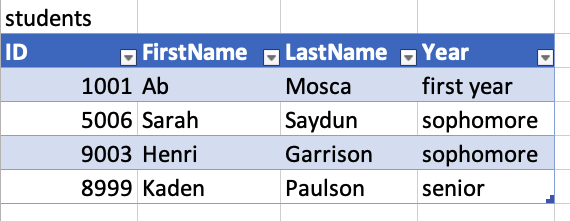 students
ID FirstName LastName Year
1001 Ab Mosca first year
5006 Sarah Saydun sophomore
9003 Henri Garrison sophomore
8999 Kaden Paulson senior